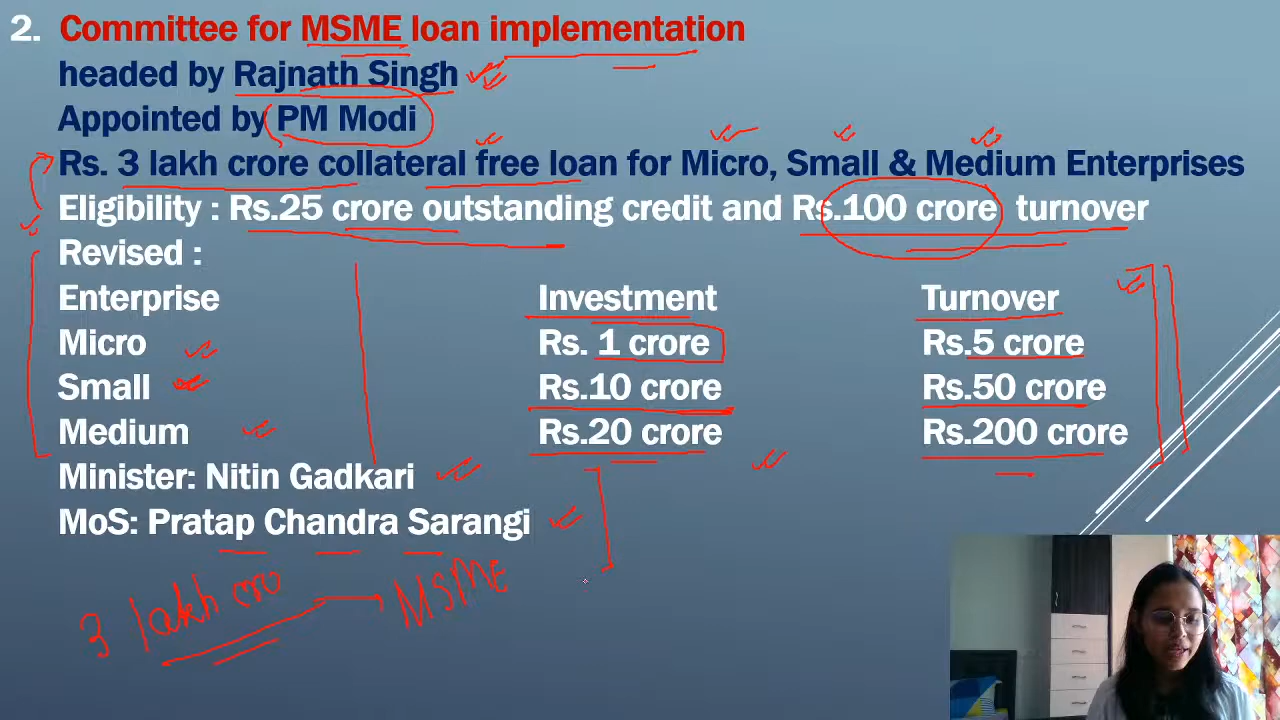 2. Committee for MSME loan implementation
headed by Rajnath Singh
Appointed by PM Modi
Rs. 3 lakh crore collateral free loan for Micro, Small & Medium Enterprises
Eligibility : Rs.25 crore outstanding credit and Rs.100 crore turnover
Revised :
Enterprise Investment Turnover
Micro Rs. 1 crore Rs.5 crore
Small Rs.10 crore Rs.50 crore
Medium Rs.20 crore Rs.200 crore
Minister: Nitin Gadkari
MoS: Pratap Chandra Sarangi
3 lakh cro MSME